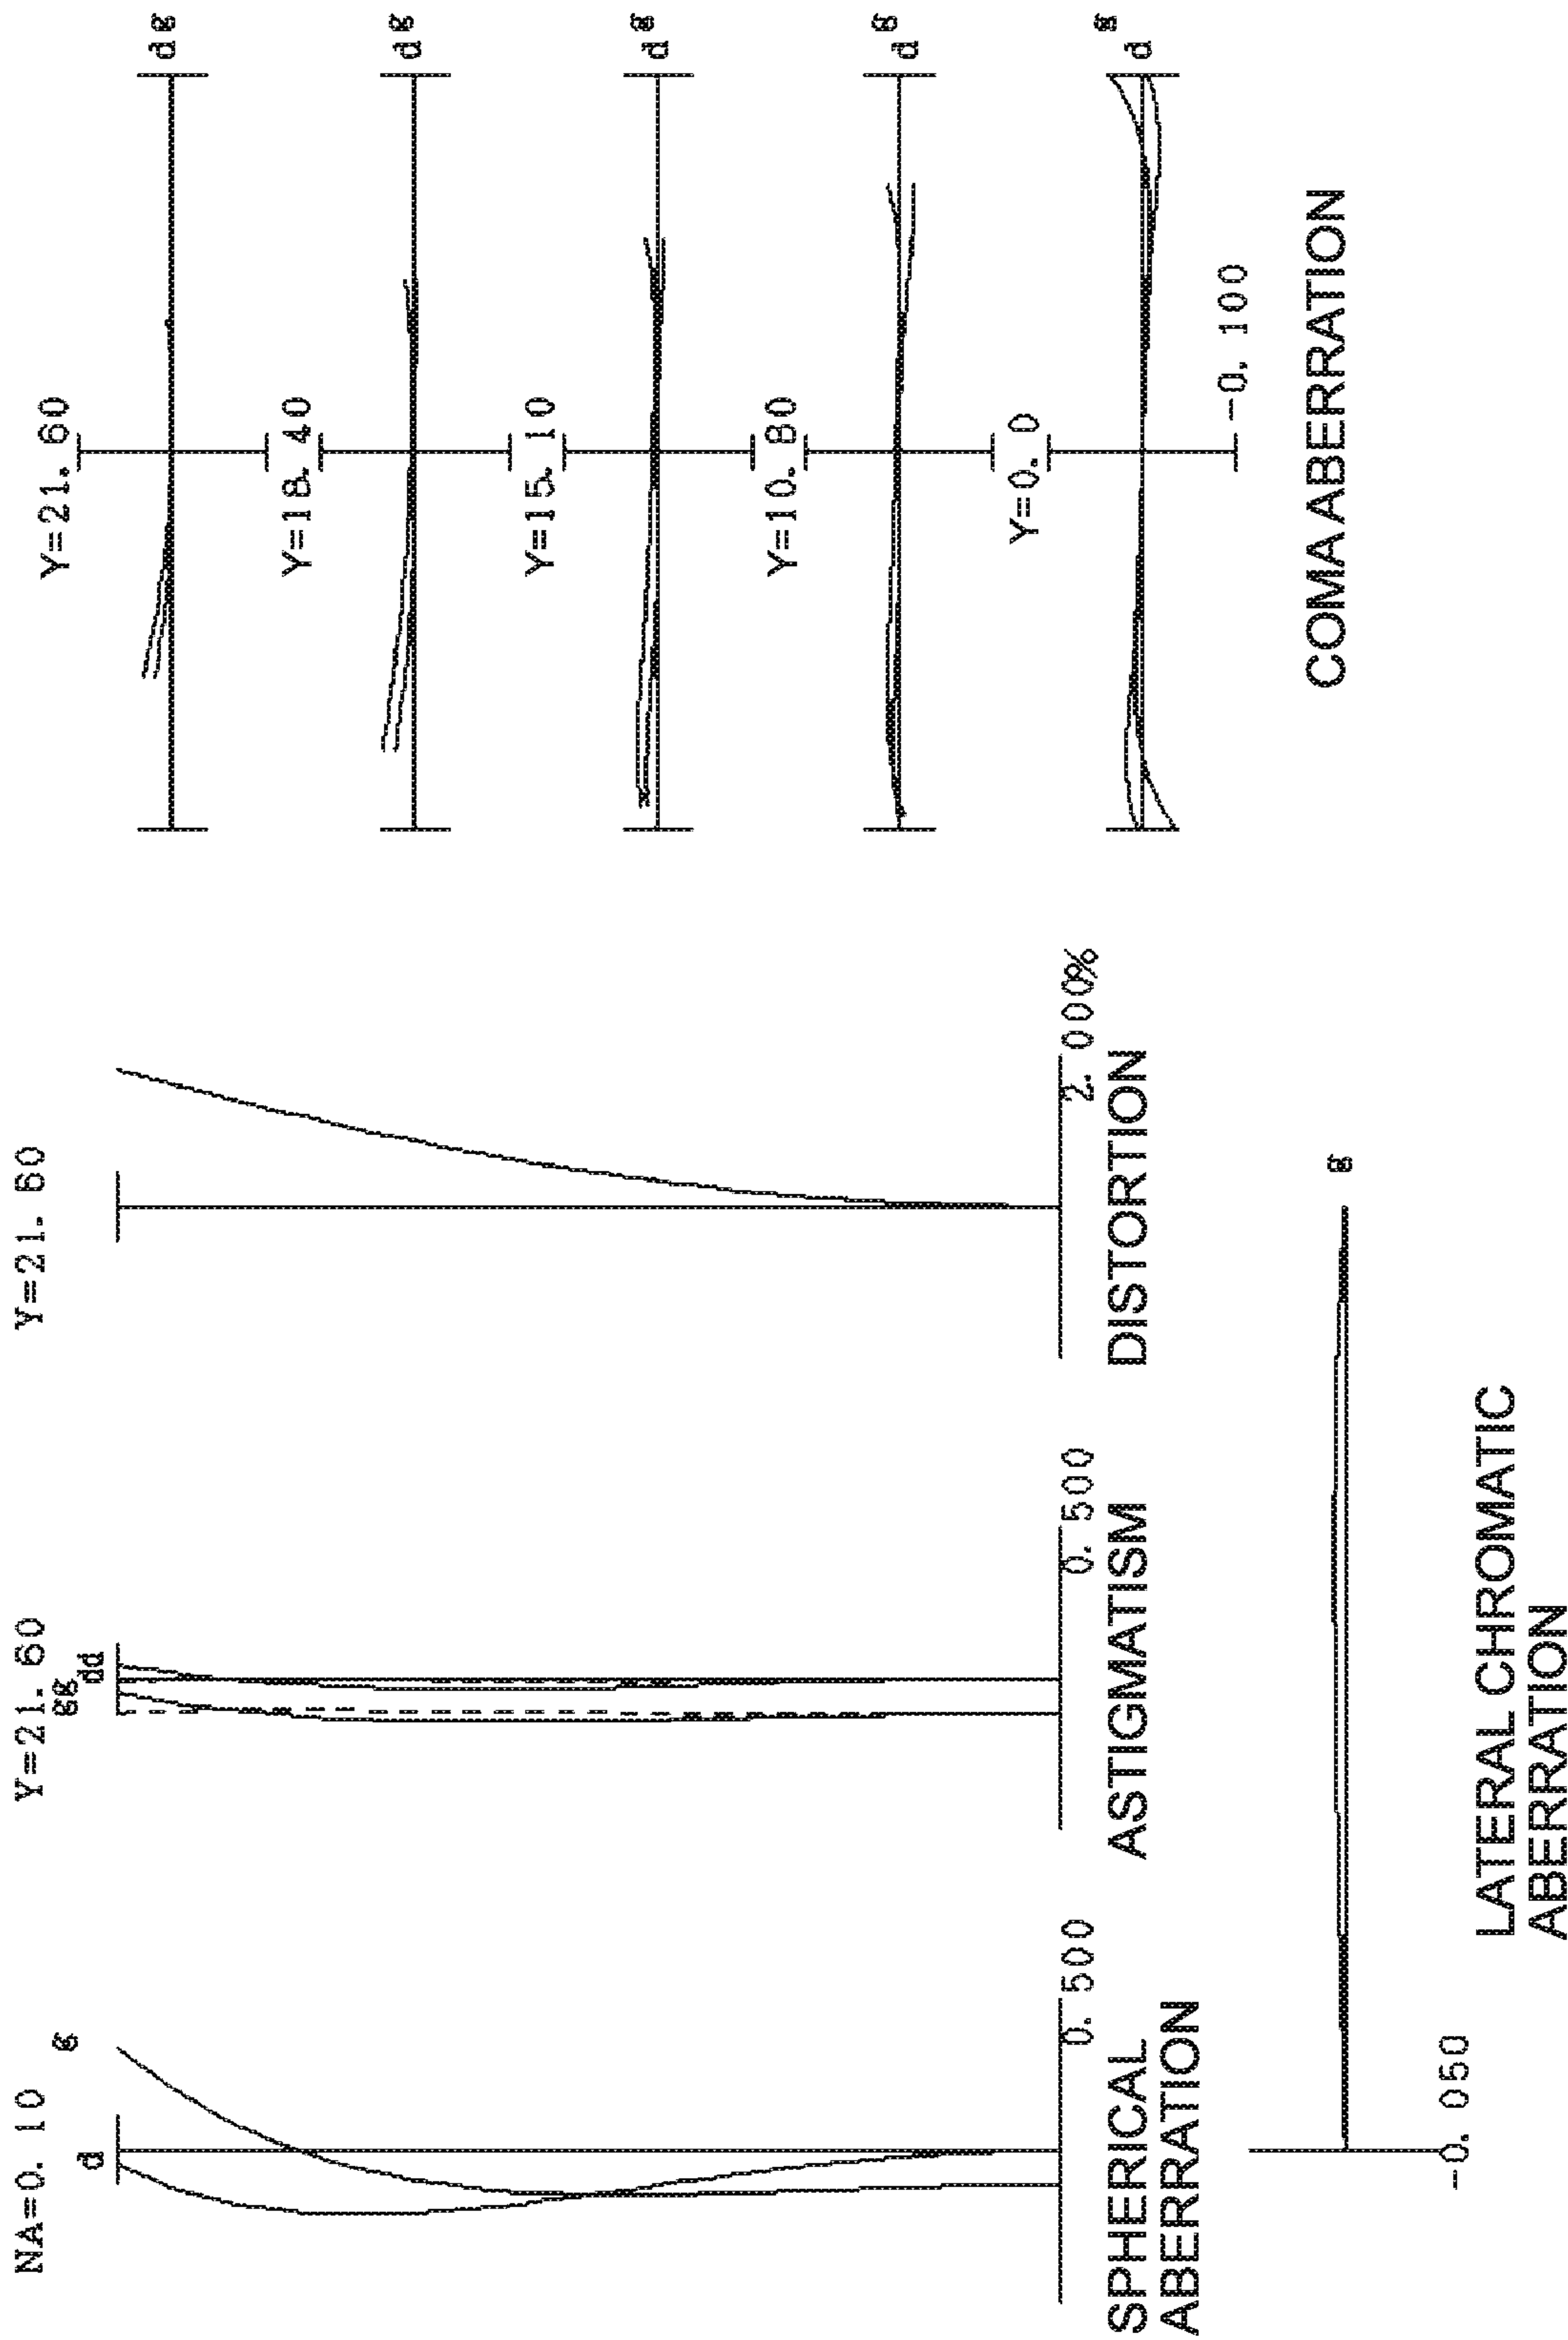 NA=0. 10
d
g
0. 500
SPHERICAL
ABERRATION
Y=21. 60
gg
dd
0. 500
ASTIGMATISM
Y=21. 60
2. 000%
DISTORTION
Y=21. 60
d g
Y=18. 40
d g
Y=15. 10
d g
Y=10. 80
d g
Y=0. 0
d g
-0. 100
COMA ABERRATION
g
-0. 050
LATERAL CHROMATIC
ABERRATION